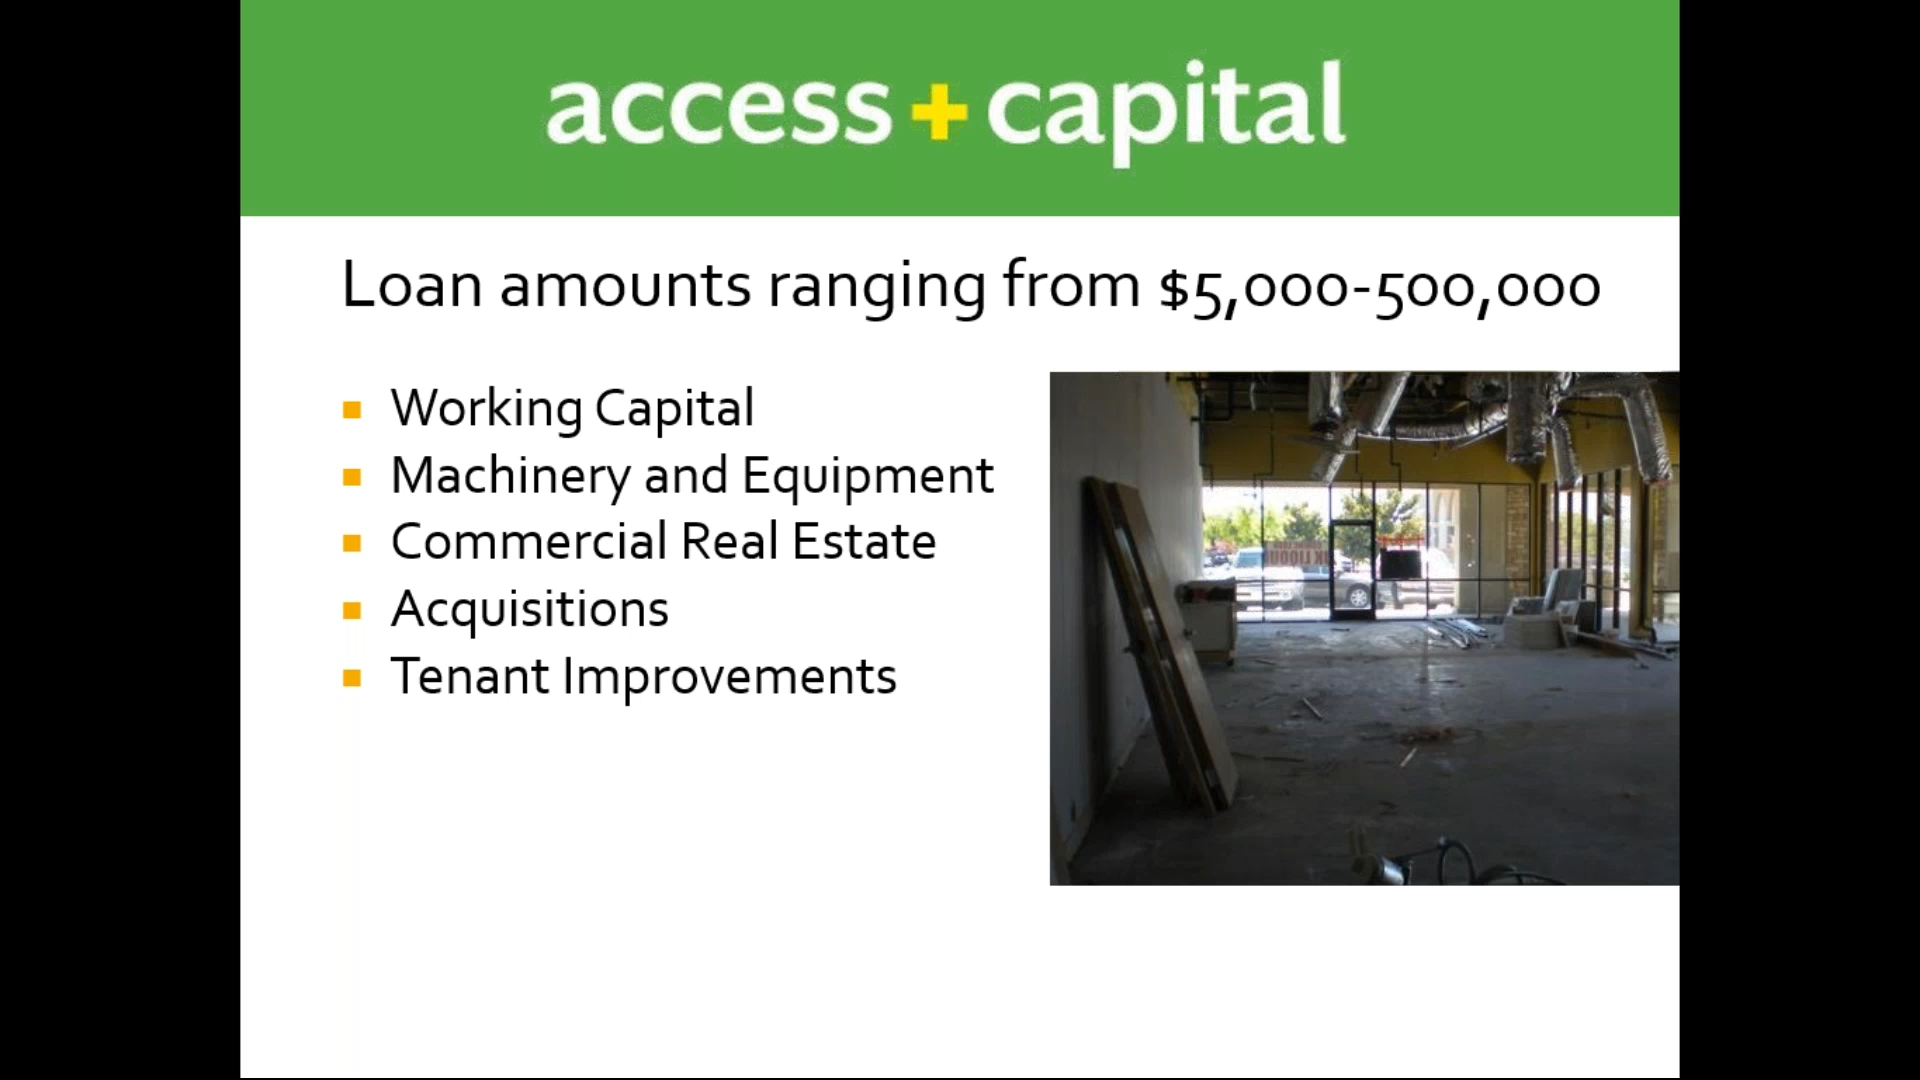 access + capital
Loan amounts ranging from $5,000-500,000
Working Capital
Machinery and Equipment
Commercial Real Estate
Acquisitions
Tenant Improvements